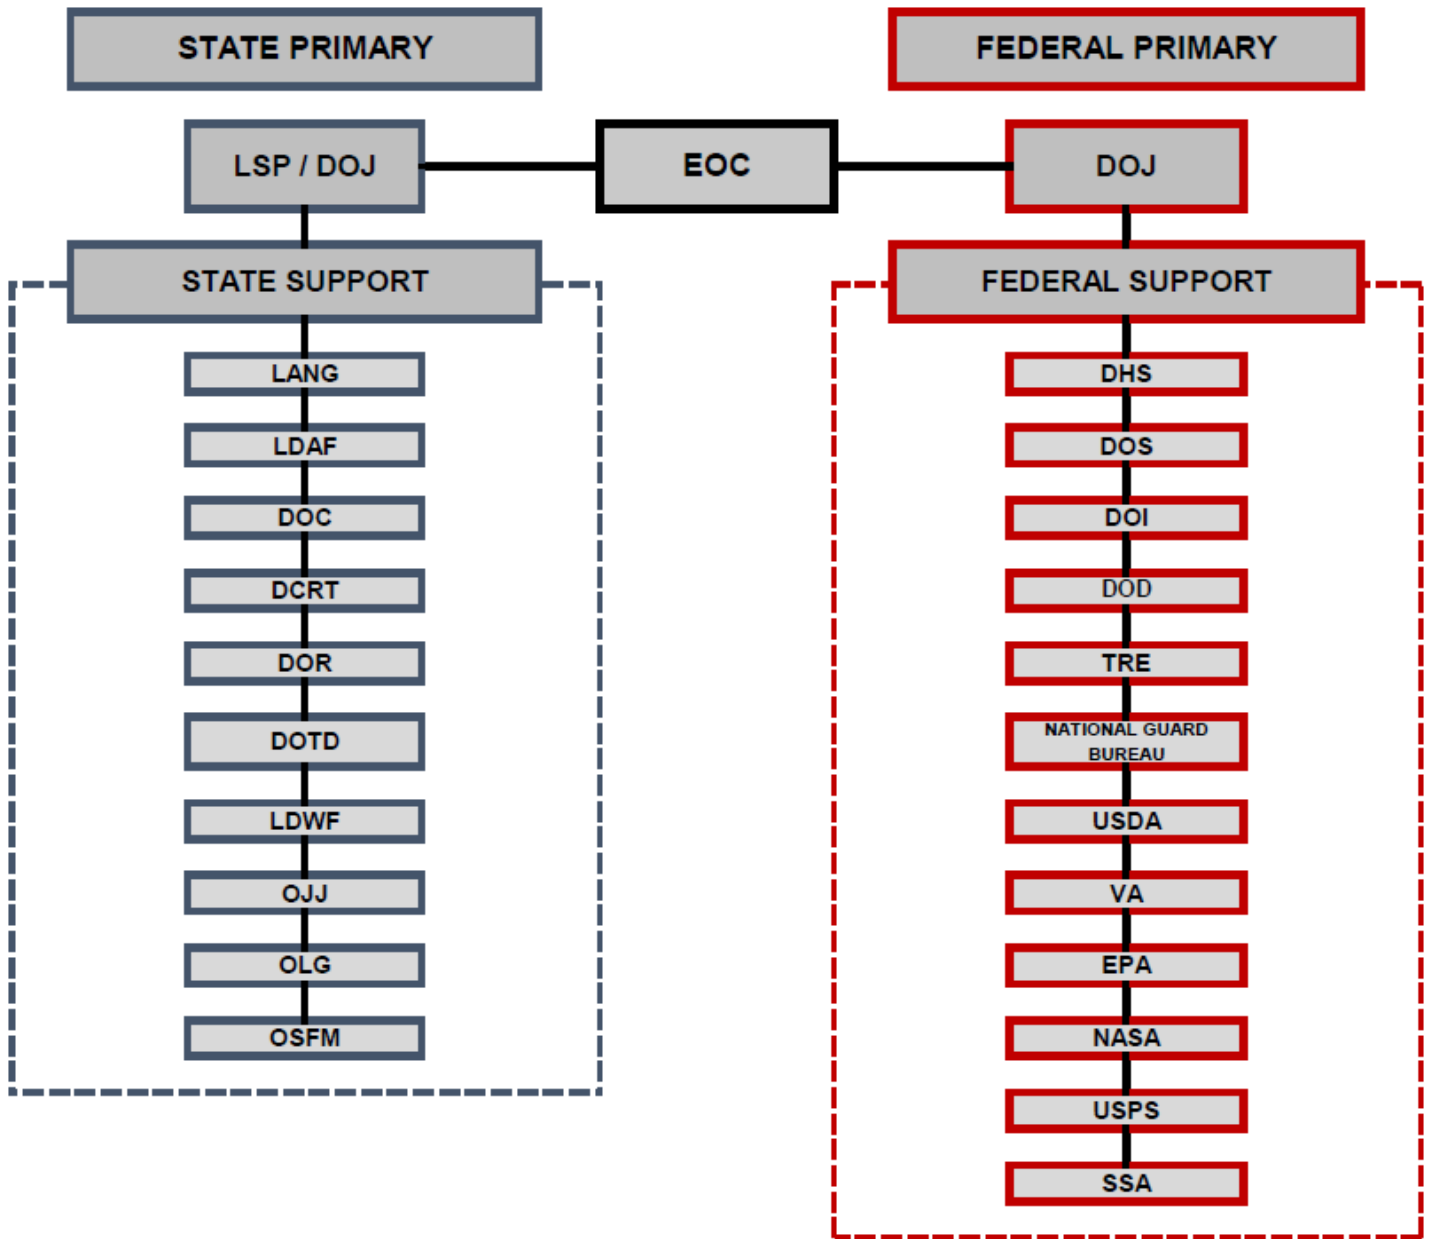 STATE PRIMARY
FEDERAL PRIMARY
LSP / DOJ
EOC
DOJ
STATE SUPPORT
FEDERAL SUPPORT
LANG
LDAF
DOC
DCRT
DOR
DOTD
LDWF
OJJ
OLG
OSFM
DHS
DOS
DOI
DOD
TRE
NATIONAL GUARD
BUREAU
USDA
VA
EPA
NASA
USPS
SSA